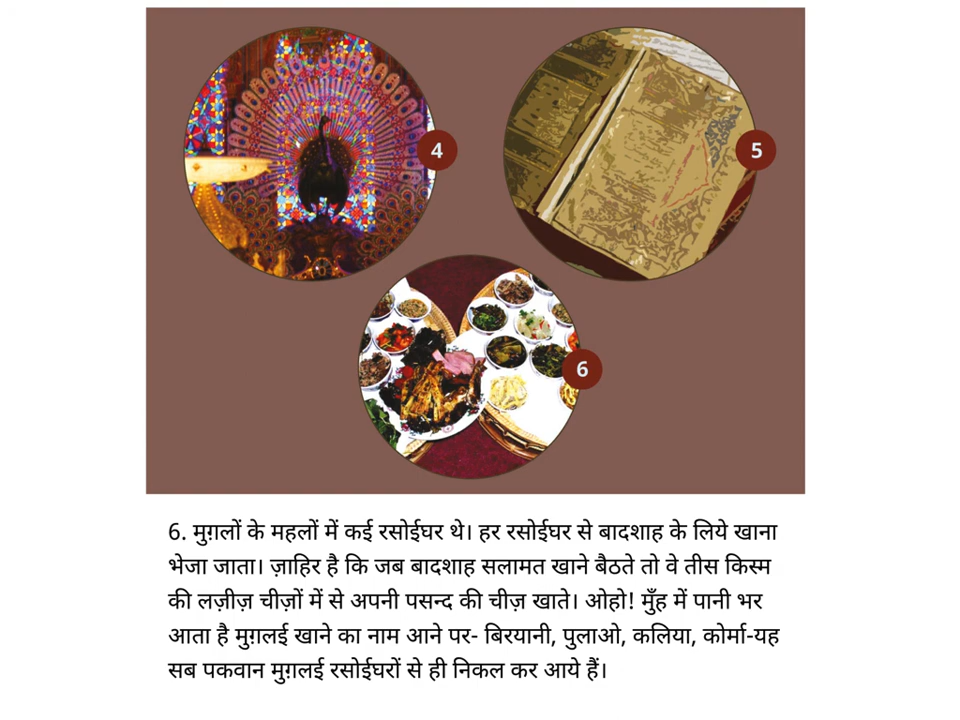 4
5
6
6. मुग़लों के महलों में कई रसोईघर थे। हर रसोईघर से बादशाह के लिये खाना
भेजा जाता। ज़ाहिर है कि जब बादशाह सलामत खाने बैठते तो वे तीस किस्म
की लज़ीज़ चीज़ों में से अपनी पसन्द की चीज़ खाते। ओहो! मुँह में पानी भर
आता है मुग़लई खाने का नाम आने पर- बिरयानी, पुलाओ, कलिया, कोर्मा-यह
सब पकवान मुग़लई रसोईघरों से ही निकल कर आये हैं।